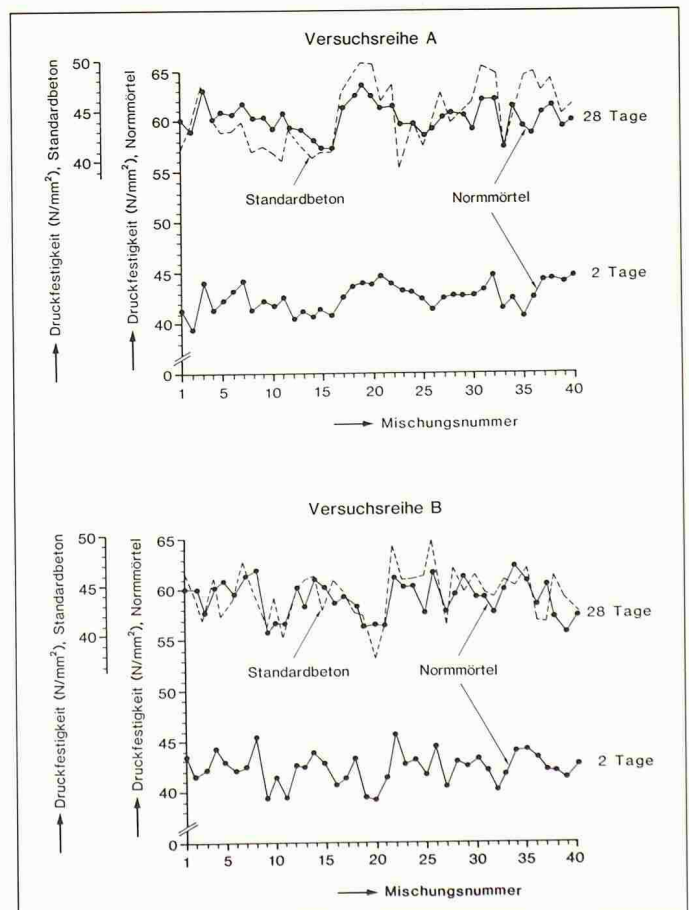 Versuchsreihe A
Druckfestigkeit (N/mm²), Standardbeton
50
45
40
Druckfestigkeit (N/mm²), Normmörtel
65
60
55
50
45
40
0
28 Tage
Standardbeton
Normmörtel
2 Tage
1 5 10 15 20 25 30 35 40
Mischungsnummer
Versuchsreihe B
Druckfestigkeit (N/mm²), Standardbeton
50
45
40
Druckfestigkeit (N/mm²), Normmörtel
65
60
55
50
45
40
0
28 Tage
Standardbeton
Normmörtel
2 Tage
1 5 10 15 20 25 30 35 40
Mischungsnummer